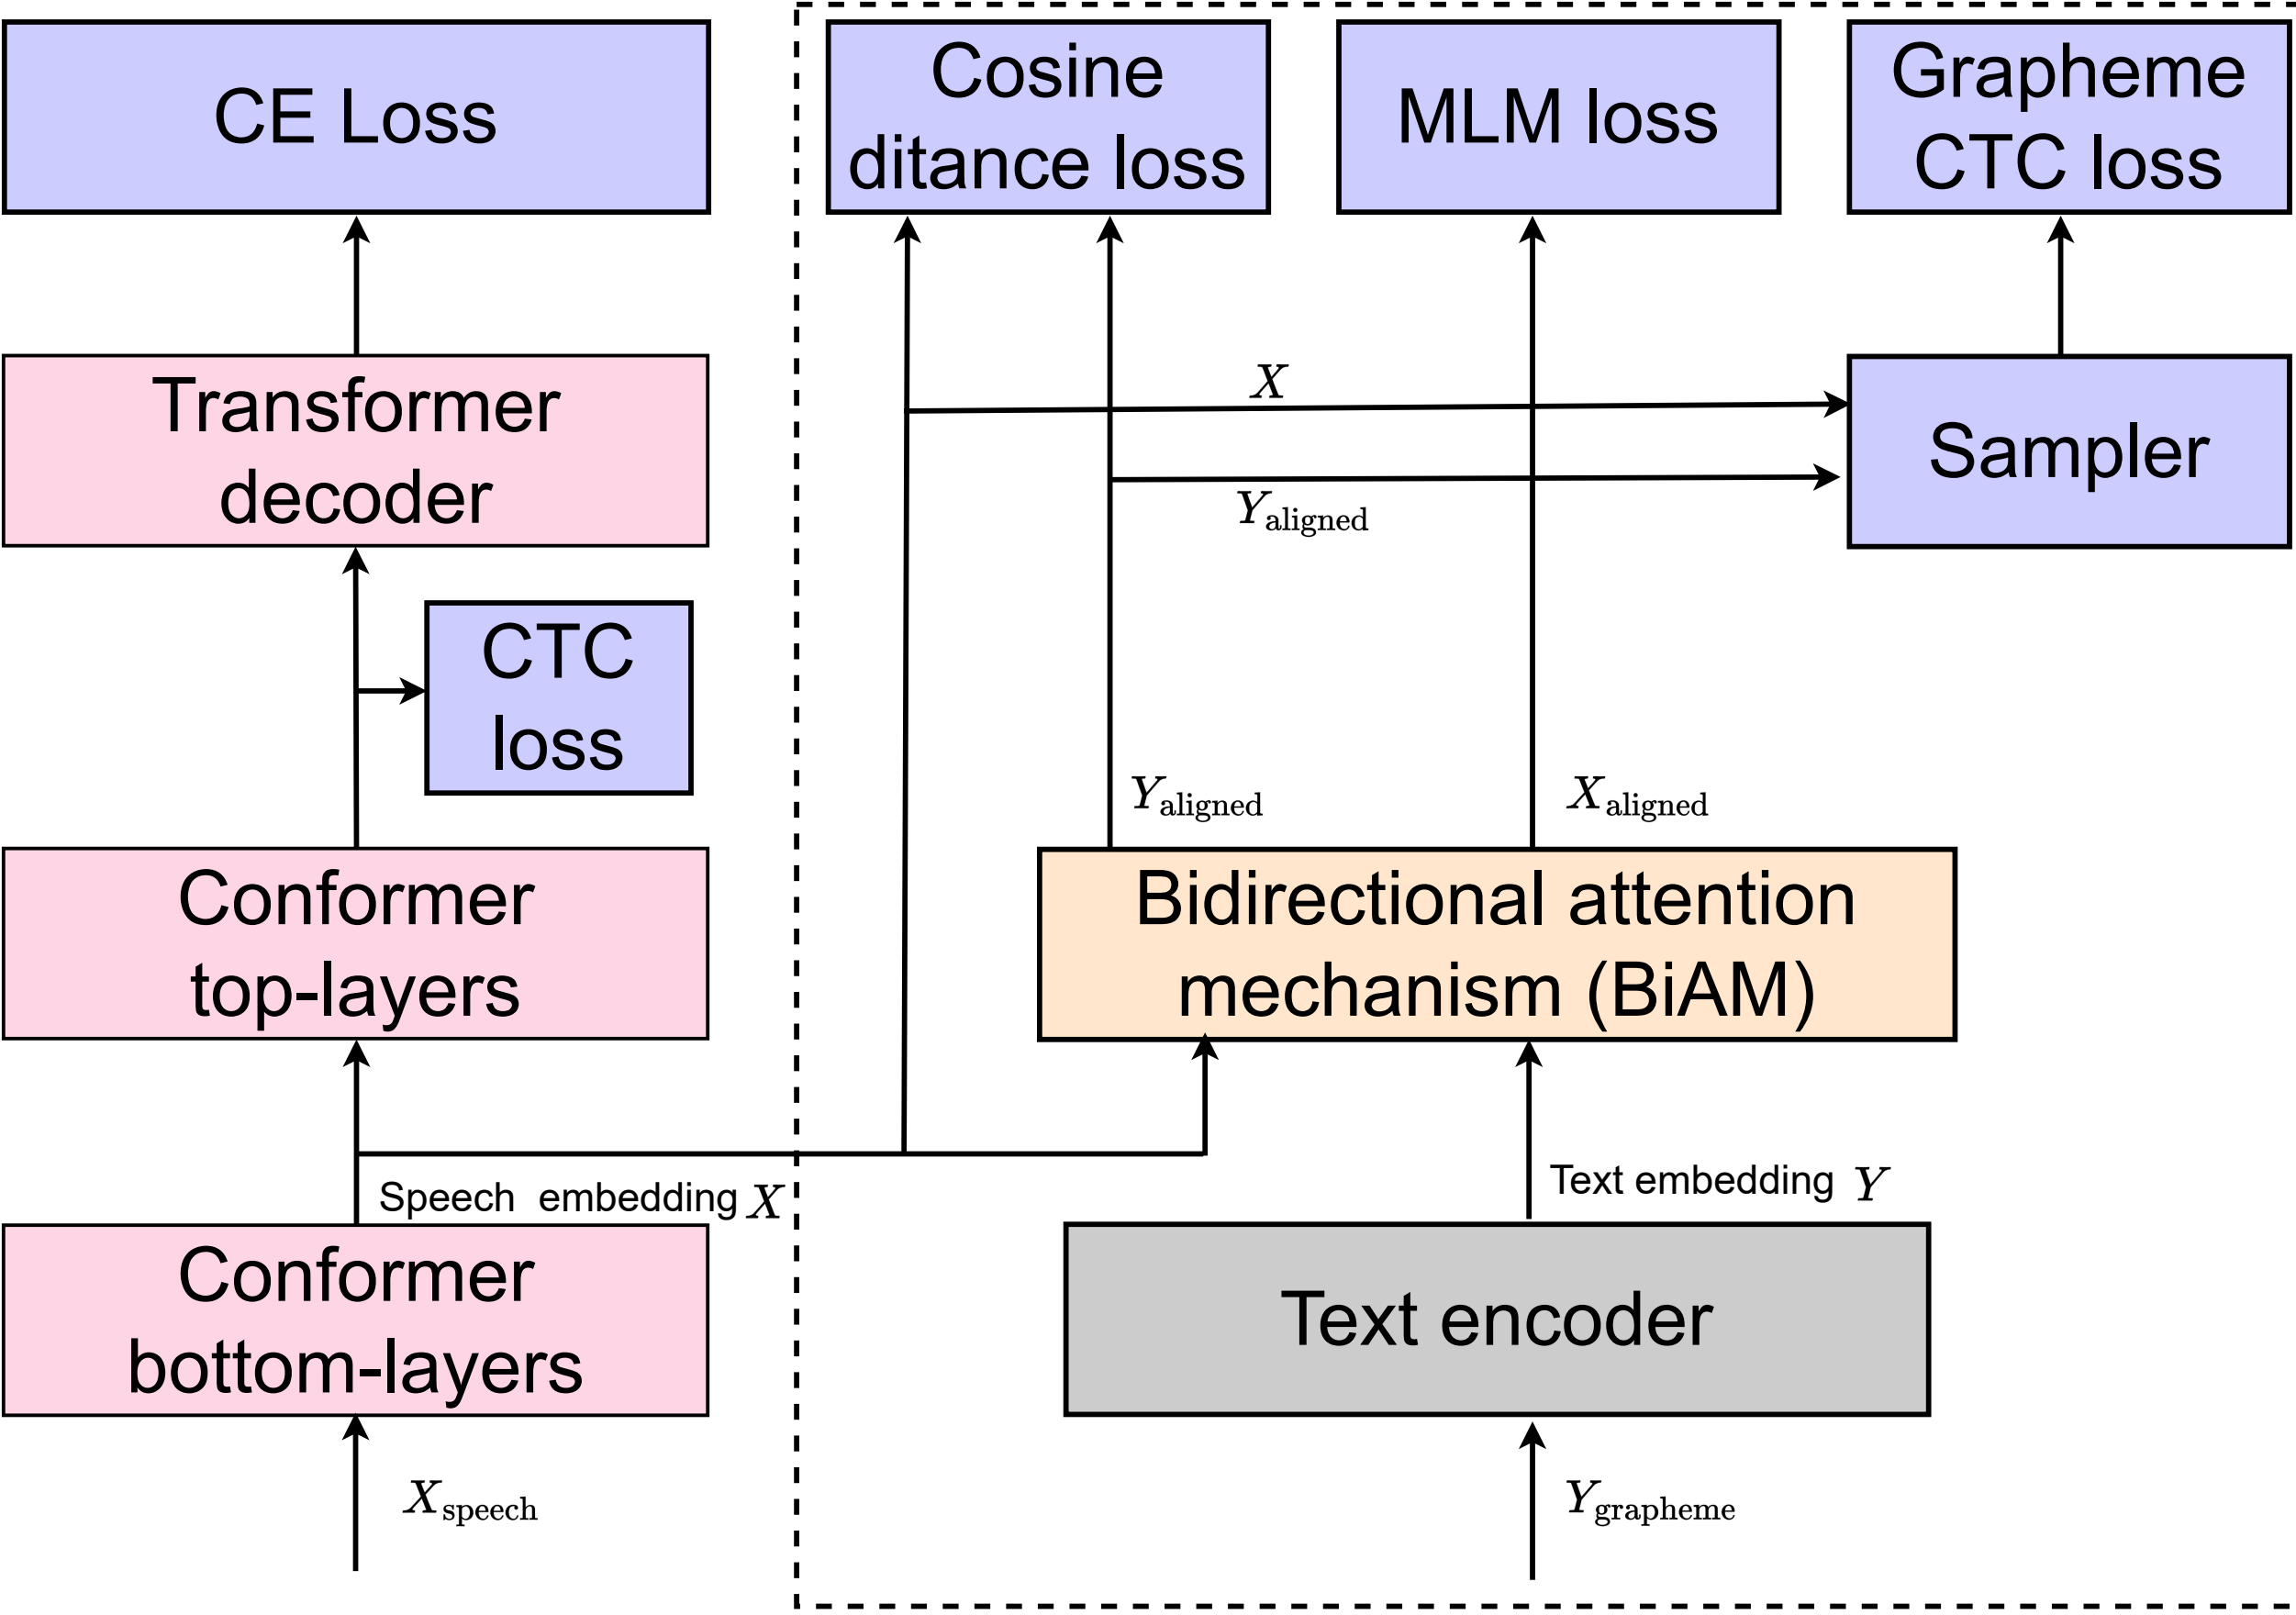 CE Loss
Cosine
ditance loss
MLM loss
Grapheme
CTC loss
Transformer
decoder
X
Sampler
Y_aligned
CTC
loss
Y_aligned
X_aligned
Conformer
top-layers
Bidirectional attention
mechanism (BiAM)
Speech embedding X
Text embedding Y
Conformer
bottom-layers
Text encoder
X_speech
Y_grapheme